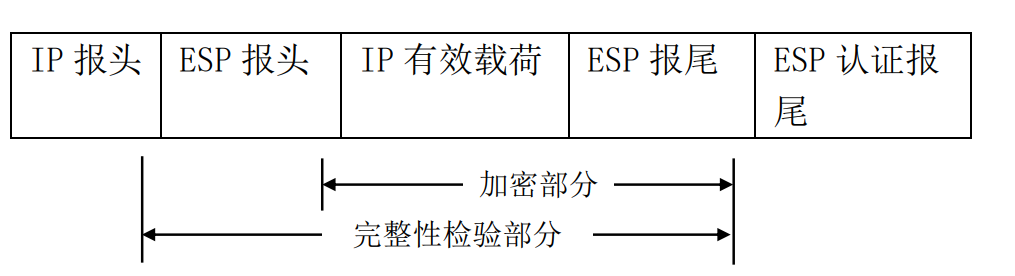 IP 报头
ESP 报头
IP 有效载荷
ESP 报尾
ESP 认证报
尾
加密部分
完整性检验部分